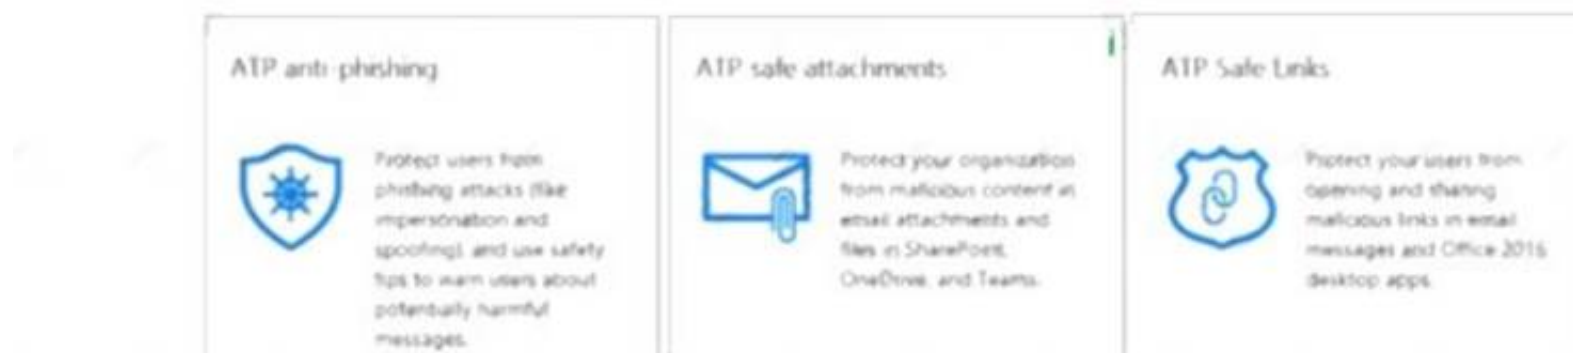 ATP anti-phishing
Protect users from
phishing attacks (like
impersonation and
spoofing), and use safety
tips to warn users about
potentially harmful
messages.
ATP safe attachments
Protect your organization
from malicious content in
email attachments and
files in SharePoint,
OneDrive, and Teams.
ATP Safe Links
Protect your users from
opening and sharing
malicious links in email
messages and Office 2016
desktop apps.